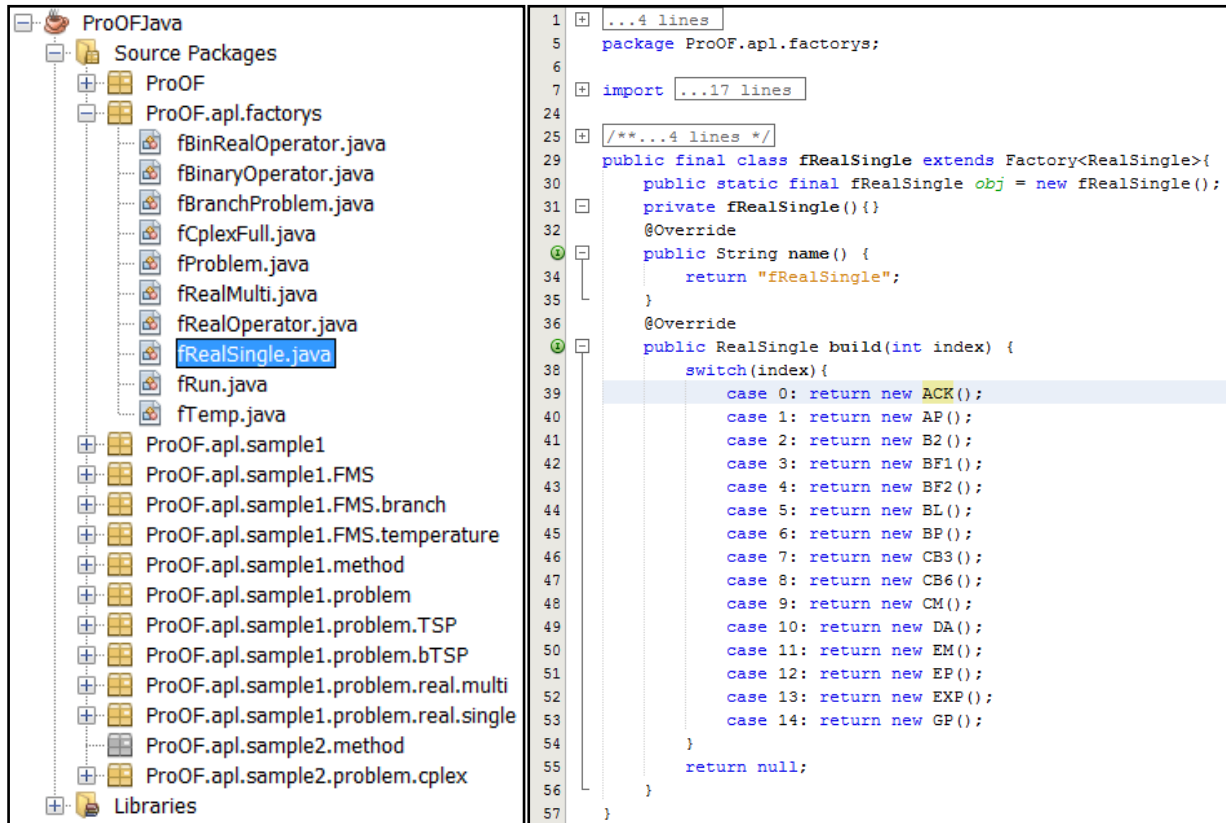 ProOFJava
Source Packages
ProOF
ProOF.apl.factorys
fBinRealOperator.java
fBinaryOperator.java
fBranchProblem.java
fCplexFull.java
fProblem.java
fRealMulti.java
fRealOperator.java
fRealSingle.java
fRun.java
fTemp.java
ProOF.apl.sample1
ProOF.apl.sample1.FMS
ProOF.apl.sample1.FMS.branch
ProOF.apl.sample1.FMS.temperature
ProOF.apl.sample1.method
ProOF.apl.sample1.problem
ProOF.apl.sample1.problem.TSP
ProOF.apl.sample1.problem.bTSP
ProOF.apl.sample1.problem.real.multi
ProOF.apl.sample1.problem.real.single
ProOF.apl.sample2.method
ProOF.apl.sample2.problem.cplex
Libraries
1 ...4 lines
5 package ProOF.apl.factorys;
6
7 import ...17 lines
24
25 /**...4 lines */
29 public final class fRealSingle extends Factory<RealSingle>{
30 public static final fRealSingle obj = new fRealSingle();
31 private fRealSingle(){}
32 @Override
public String name() {
34 return "fRealSingle";
35 }
36 @Override
public RealSingle build(int index) {
38 switch(index){
39 case 0: return new ACK();
40 case 1: return new AP();
41 case 2: return new B2();
42 case 3: return new BF1();
43 case 4: return new BF2();
44 case 5: return new BL();
45 case 6: return new BP();
46 case 7: return new CB3();
47 case 8: return new CB6();
48 case 9: return new CM();
49 case 10: return new DA();
50 case 11: return new EM();
51 case 12: return new EP();
52 case 13: return new EXP();
53 case 14: return new GP();
54 }
55 return null;
56 }
57 }